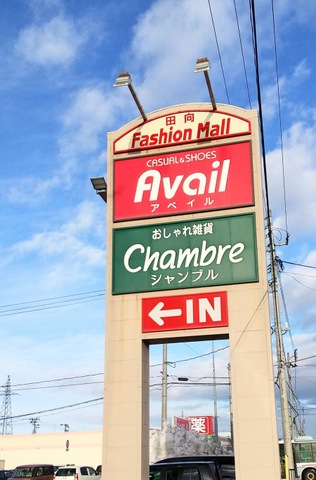 田向
Fashion Mall
CASUAL&SHOES
Avail
アベイル
おしゃれ雑貨
Chambre
シャンブル
←IN
薬